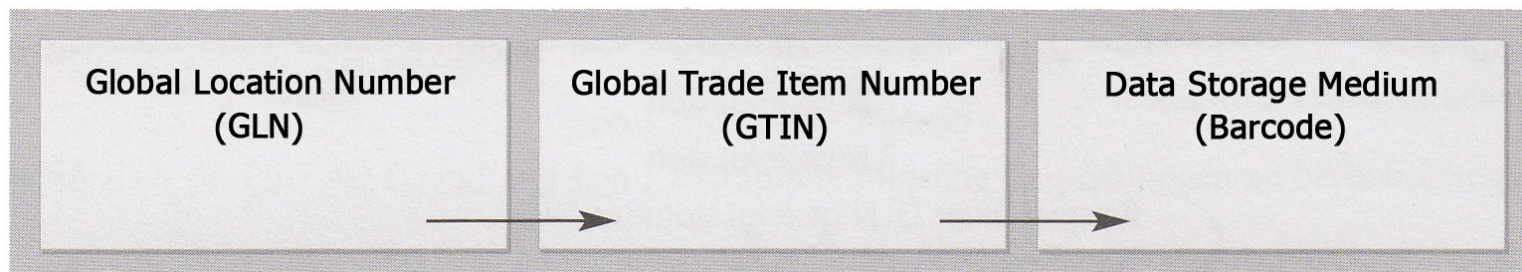 Global Location Number
(GLN)
Global Trade Item Number
(GTIN)
Data Storage Medium
(Barcode)